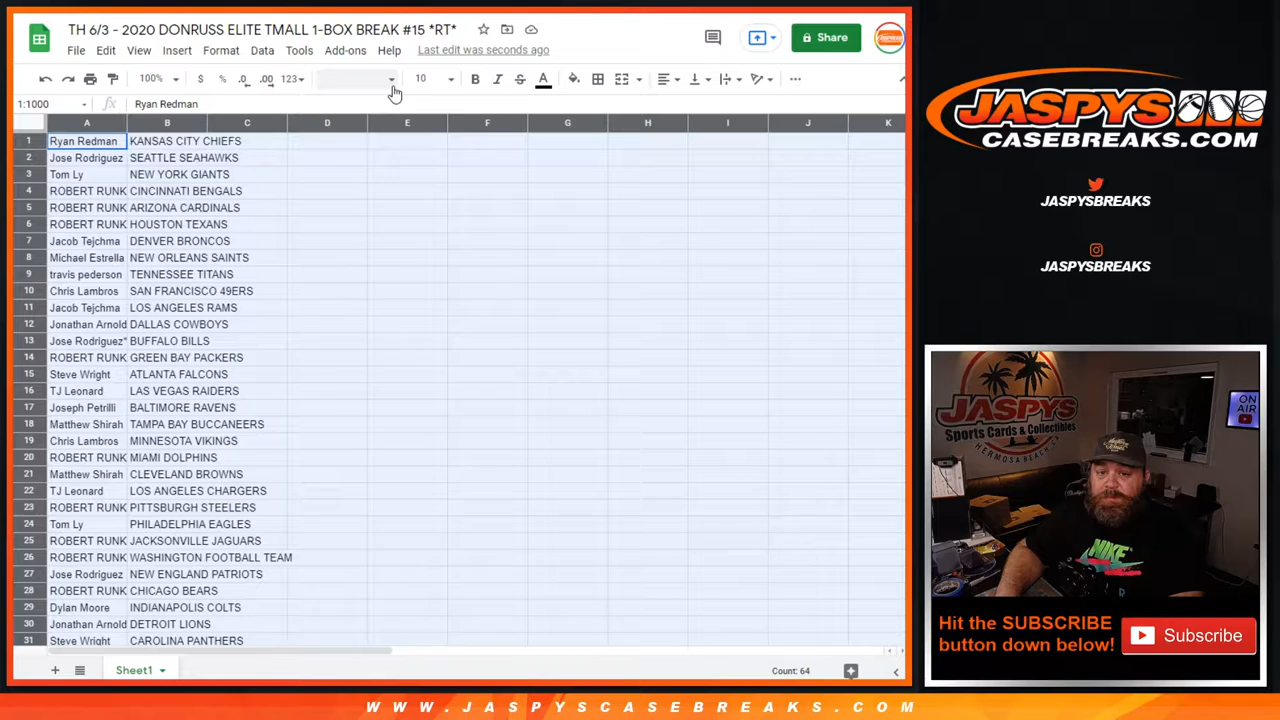 TH 6/3 - 2020 DONRUSS ELITE TMALL 1-BOX BREAK #15 *RT*
File Edit View Insert Format Data Tools Add-ons Help Last edit was seconds ago
Share
100% $ % .0 .00 123 10 B I S A
1:1000 fx Ryan Redman
A B C D E F G H I J K
1 Ryan Redman KANSAS CITY CHIEFS
2 Jose Rodriguez SEATTLE SEAHAWKS
3 Tom Ly NEW YORK GIANTS
4 ROBERT RUNK CINCINNATI BENGALS
5 ROBERT RUNK ARIZONA CARDINALS
6 ROBERT RUNK HOUSTON TEXANS
7 Jacob Tejchma DENVER BRONCOS
8 Michael Estrella NEW ORLEANS SAINTS
9 travis pederson TENNESSEE TITANS
10 Chris Lambros SAN FRANCISCO 49ERS
11 Jacob Tejchma LOS ANGELES RAMS
12 Jonathan Arnold DALLAS COWBOYS
13 Jose Rodriguez* BUFFALO BILLS
14 ROBERT RUNK GREEN BAY PACKERS
15 Steve Wright ATLANTA FALCONS
16 TJ Leonard LAS VEGAS RAIDERS
17 Joseph Petrilli BALTIMORE RAVENS
18 Matthew Shirah TAMPA BAY BUCCANEERS
19 Chris Lambros MINNESOTA VIKINGS
20 ROBERT RUNK MIAMI DOLPHINS
21 Matthew Shirah CLEVELAND BROWNS
22 TJ Leonard LOS ANGELES CHARGERS
23 ROBERT RUNK PITTSBURGH STEELERS
24 Tom Ly PHILADELPHIA EAGLES
25 ROBERT RUNK JACKSONVILLE JAGUARS
26 ROBERT RUNK WASHINGTON FOOTBALL TEAM
27 Jose Rodriguez NEW ENGLAND PATRIOTS
28 ROBERT RUNK CHICAGO BEARS
29 Dylan Moore INDIANAPOLIS COLTS
30 Jonathan Arnold DETROIT LIONS
31 Steve Wright CAROLINA PANTHERS
Sheet1
Count: 64
JASPYS
CASEBREAKS.COM
JASPYSBREAKS
JASPYSBREAKS
JASPYS
Sports Cards & Collectibles
HERMOSA BEACH, CA
ON
AIR
NIKE
Hit the SUBSCRIBE
button down below!
Subscribe
WWW.JASPYSCASEBREAKS.COM